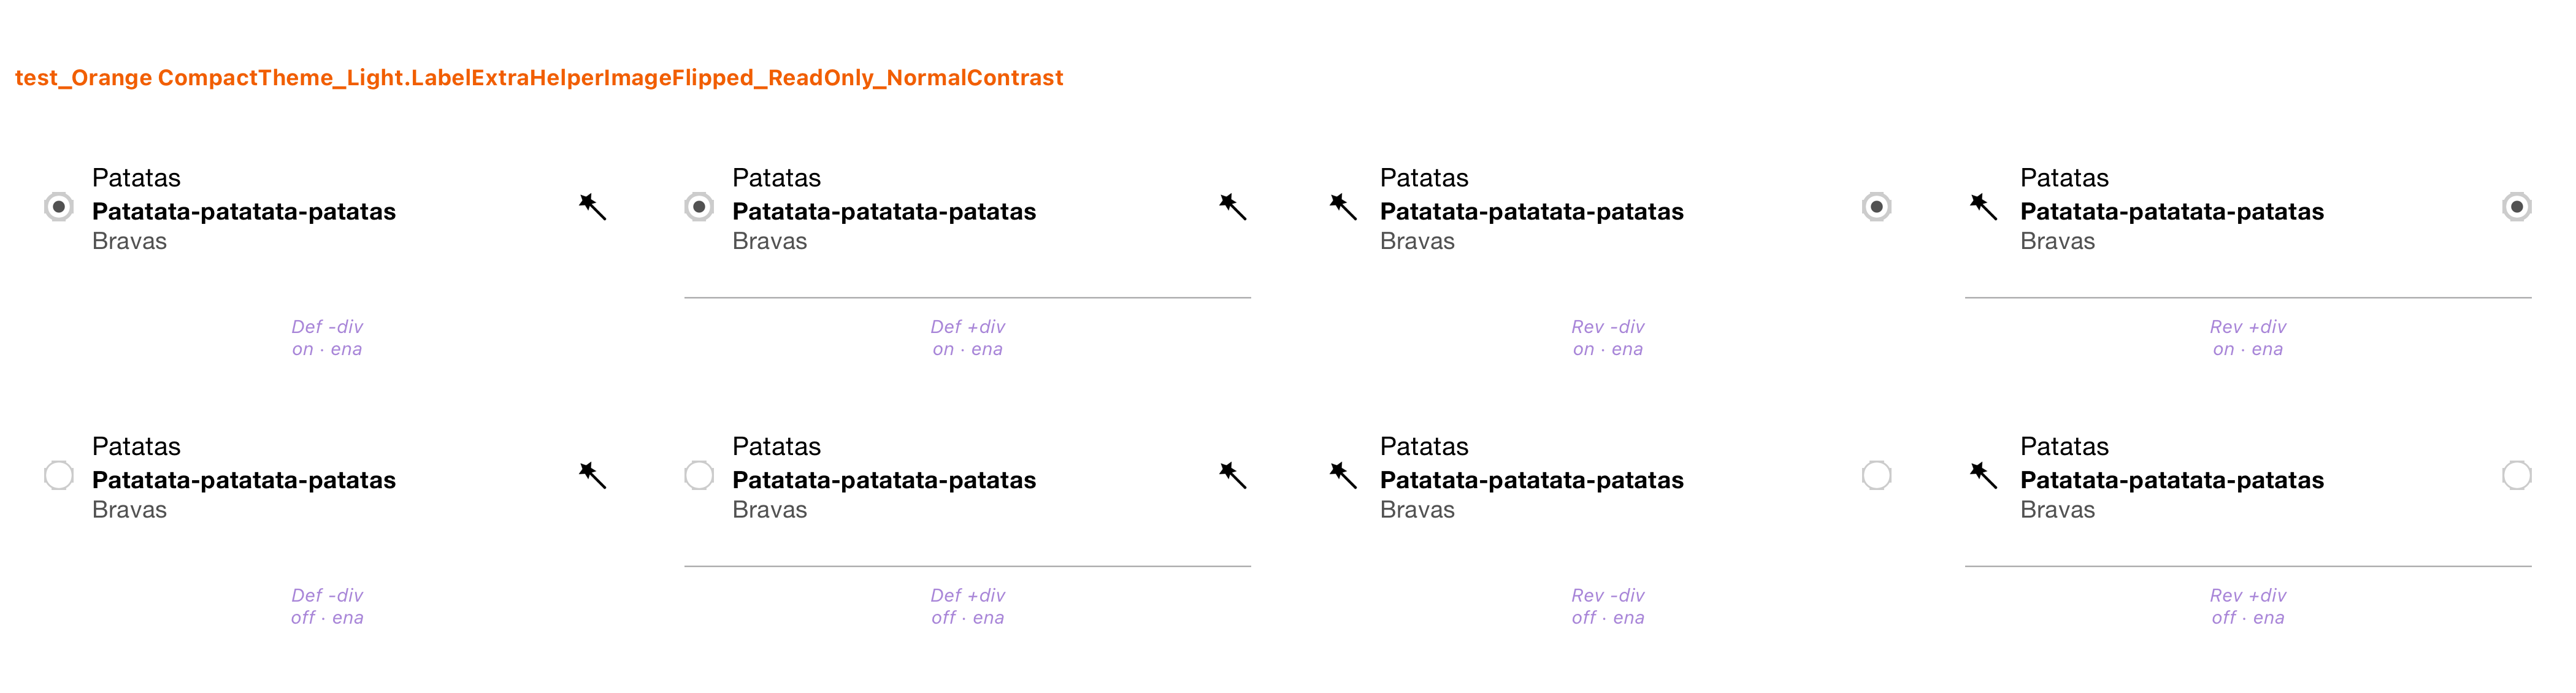 test_Orange CompactTheme_Light.LabelExtraHelperImageFlipped_ReadOnly_NormalContrast
Patatas
Patatata-patatata-patatas
Bravas
Def -div
on · ena
Patatas
Patatata-patatata-patatas
Bravas
Def +div
on · ena
Patatas
Patatata-patatata-patatas
Bravas
Rev -div
on · ena
Patatas
Patatata-patatata-patatas
Bravas
Rev +div
on · ena
Patatas
Patatata-patatata-patatas
Bravas
Def -div
off · ena
Patatas
Patatata-patatata-patatas
Bravas
Def +div
off · ena
Patatas
Patatata-patatata-patatas
Bravas
Rev -div
off · ena
Patatas
Patatata-patatata-patatas
Bravas
Rev +div
off · ena